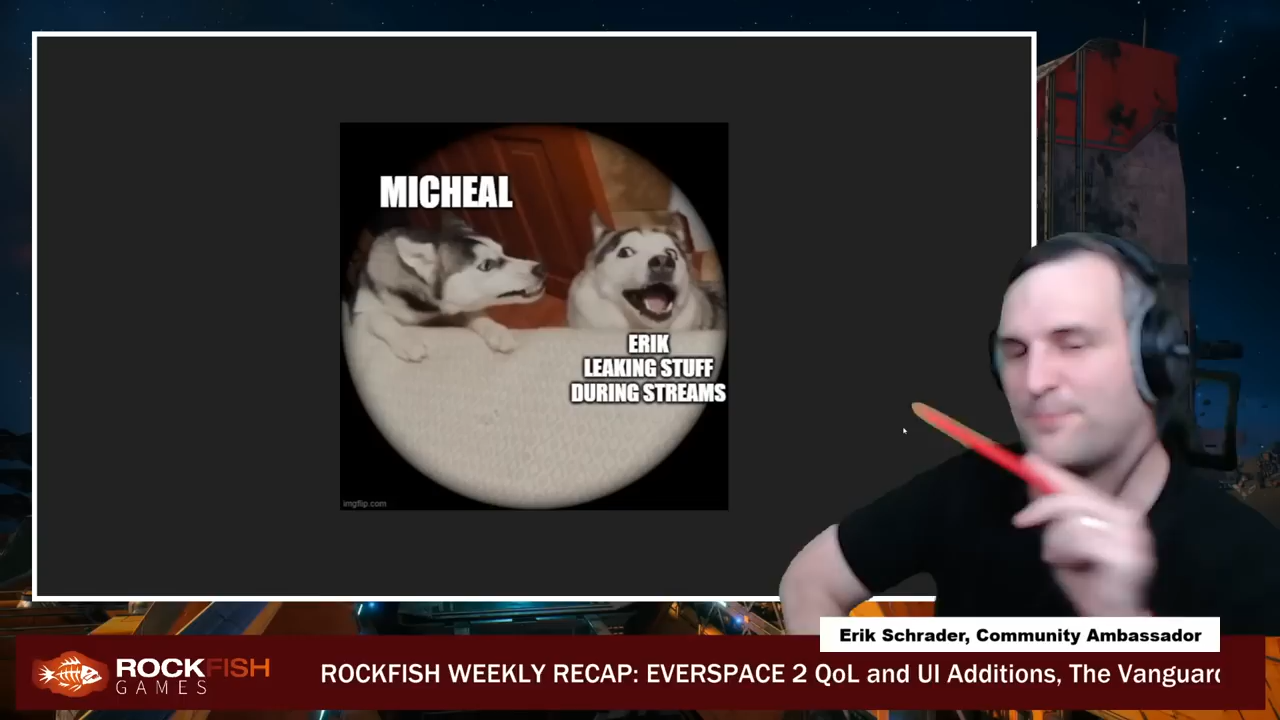 MICHEAL
ERIK
LEAKING STUFF
DURING STREAMS
imgflip.com
Erik Schrader, Community Ambassador
ROCKFISH
GAMES
ROCKFISH WEEKLY RECAP: EVERSPACE 2 QoL and UI Additions, The Vanguard